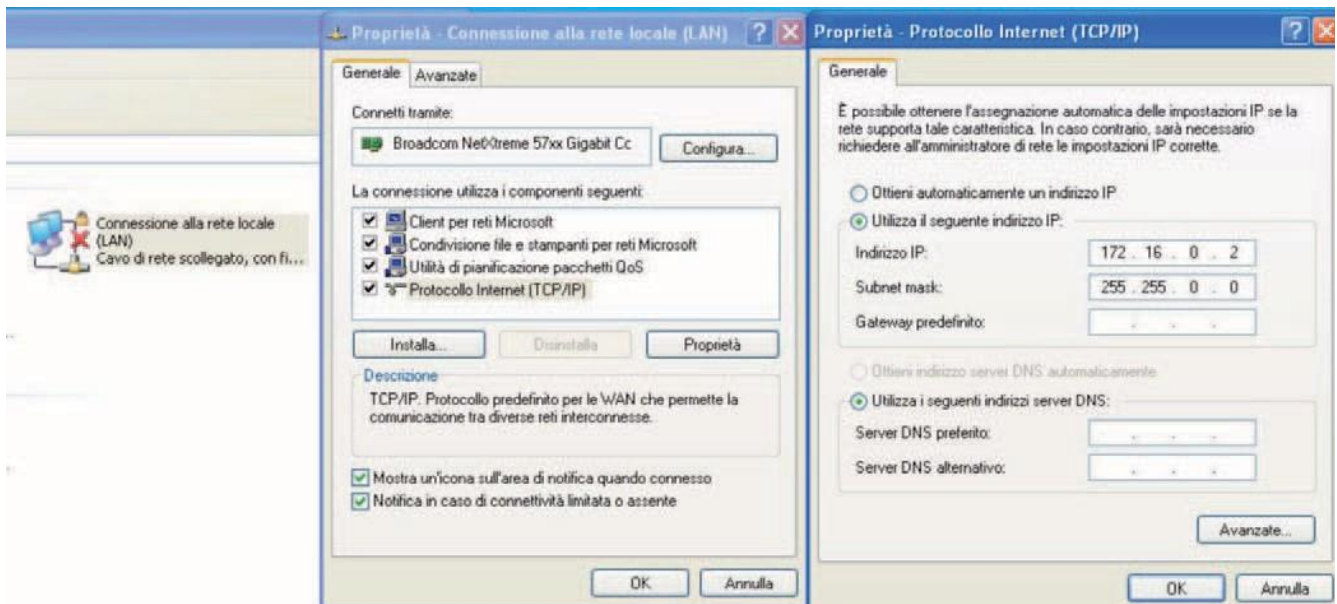 Connessione alla rete locale
(LAN)
Cavo di rete scollegato, con fi...
Proprietà - Connessione alla rete locale (LAN)
Generale
Avanzate
Connetti tramite:
Broadcom NetXtreme 57xx Gigabit Cc
Configura...
La connessione utilizza i componenti seguenti:
Client per reti Microsoft
Condivisione file e stampanti per reti Microsoft
Utilità di pianificazione pacchetti QoS
Protocollo Internet (TCP/IP)
Installa...
Disinstalla
Proprietà
Descrizione
TCP/IP. Protocollo predefinito per le WAN che permette la
comunicazione tra diverse reti interconnesse.
Mostra un'icona sull'area di notifica quando connesso
Notifica in caso di connettività limitata o assente
OK
Annulla
Proprietà - Protocollo Internet (TCP/IP)
Generale
È possibile ottenere l'assegnazione automatica delle impostazioni IP se la
rete supporta tale caratteristica. In caso contrario, sarà necessario
richiedere all'amministratore di rete le impostazioni IP corrette.
Ottieni automaticamente un indirizzo IP
Utilizza il seguente indirizzo IP:
Indirizzo IP: 172 . 16 . 0 . 2
Subnet mask: 255 . 255 . 0 . 0
Gateway predefinito: . . .
Ottieni indirizzo server DNS automaticamente
Utilizza i seguenti indirizzi server DNS:
Server DNS preferito: . . .
Server DNS alternativo: . . .
Avanzate...
OK
Annulla